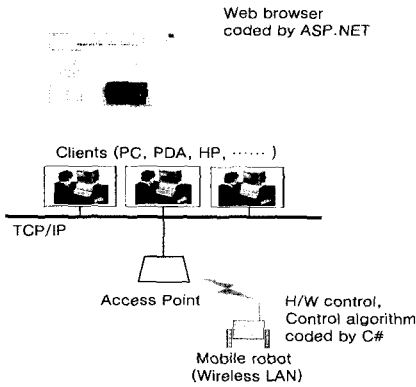 Web browser
coded by ASP.NET
Clients (PC, PDA, HP, ······ )
TCP/IP
Access Point
H/W control,
Control algorithm
coded by C#
Mobile robot
(Wireless LAN)